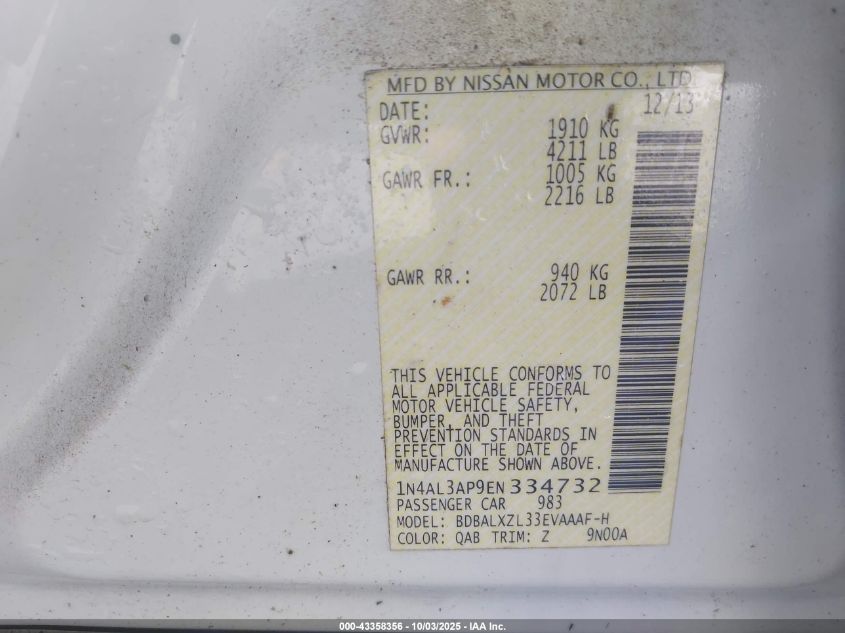 MFD BY NISSAN MOTOR CO., LTD
DATE: 12/13
GVWR: 1910 KG
4211 LB
GAWR FR.: 1005 KG
2216 LB
GAWR RR.: 940 KG
2072 LB
THIS VEHICLE CONFORMS TO
ALL APPLICABLE FEDERAL
MOTOR VEHICLE SAFETY,
BUMPER, AND THEFT
PREVENTION STANDARDS IN
EFFECT ON THE DATE OF
MANUFACTURE SHOWN ABOVE.
1N4AL3AP9EN334732
PASSENGER CAR 983
MODEL: BDBALXZL33EVAAAF-H
COLOR: QAB TRIM: Z 9N00A
000-43358356 - 10/03/2025 - IAA Inc.